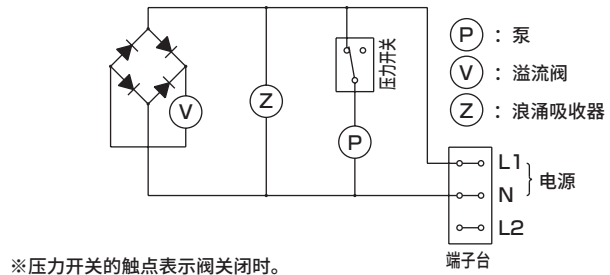 P : 泵
V : 溢流阀
Z : 浪涌吸收器
压力开关
V
Z
P
L1
N
L2
电源
端子台
※压力开关的触点表示阀关闭时。